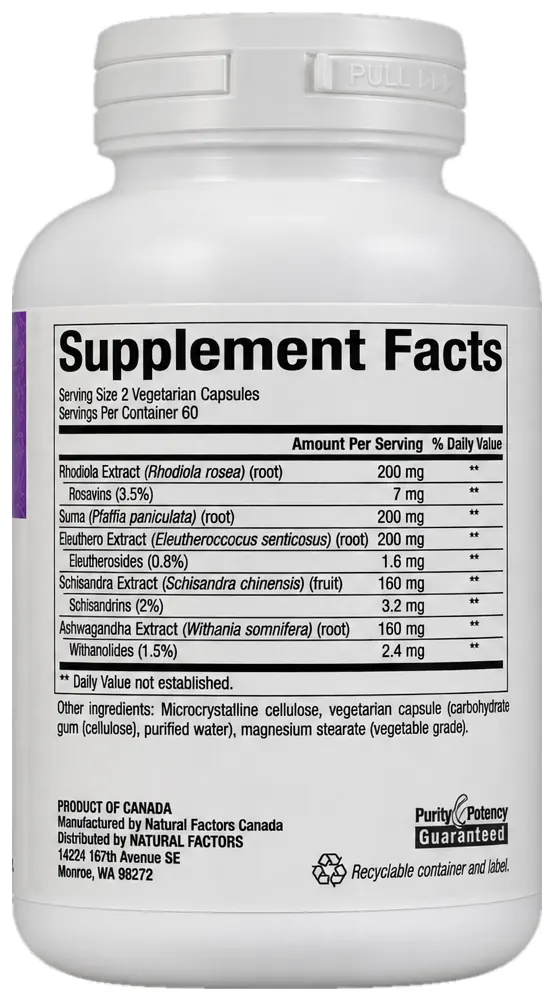 PULL
Supplement Facts
Serving Size 2 Vegetarian Capsules
Servings Per Container 60
Amount Per Serving % Daily Value
Rhodiola Extract (Rhodiola rosea) (root) 200 mg **
Rosavins (3.5%) 7 mg **
Suma (Pfaffia paniculata) (root) 200 mg **
Eleuthero Extract (Eleutheroccocus senticosus) (root) 200 mg **
Eleutherosides (0.8%) 1.6 mg **
Schisandra Extract (Schisandra chinensis) (fruit) 160 mg **
Schisandrins (2%) 3.2 mg **
Ashwagandha Extract (Withania somnifera) (root) 160 mg **
Withanolides (1.5%) 2.4 mg **
** Daily Value not established.
Other ingredients: Microcrystalline cellulose, vegetarian capsule (carbohydrate
gum (cellulose), purified water), magnesium stearate (vegetable grade).
PRODUCT OF CANADA
Manufactured by Natural Factors Canada
Distributed by NATURAL FACTORS
14224 167th Avenue SE
Monroe, WA 98272
Purity & Potency
Guaranteed
Recyclable container and label.